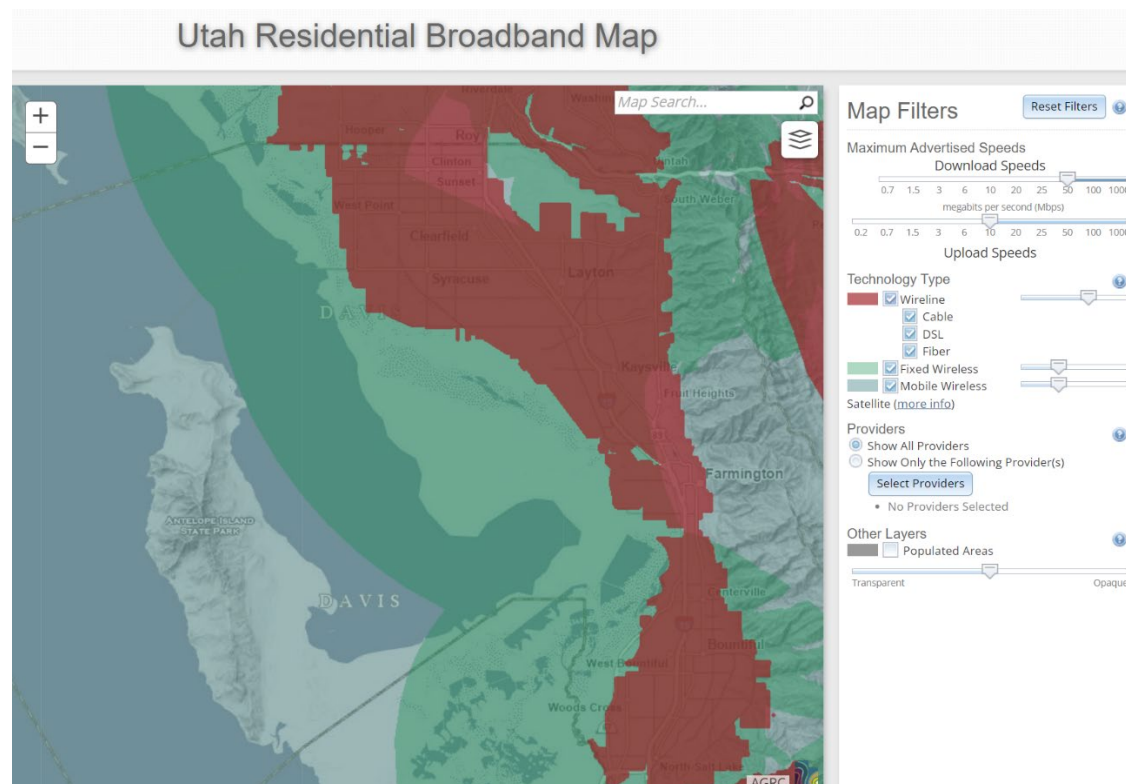 Utah Residential Broadband Map
+
−
Map Search...
Riverdale
Hooper
Roy
Clinton
Sunset
West Point
South Weber
Clearfield
Syracuse
Layton
Kaysville
Fruit Heights
Farmington
ANTELOPE ISLAND
STATE PARK
DAVIS
Centerville
Bountiful
West Bountiful
Woods Cross
North Salt Lake
AGRC
Map Filters
Reset Filters
Maximum Advertised Speeds
Download Speeds
0.7 1.5 3 6 10 20 25 50 100 1000
megabits per second (Mbps)
0.2 0.7 1.5 3 6 10 20 25 50 100 1000
Upload Speeds
Technology Type
Wireline
Cable
DSL
Fiber
Fixed Wireless
Mobile Wireless
Satellite (more info)
Providers
Show All Providers
Show Only the Following Provider(s)
Select Providers
• No Providers Selected
Other Layers
Populated Areas
Transparent Opaque